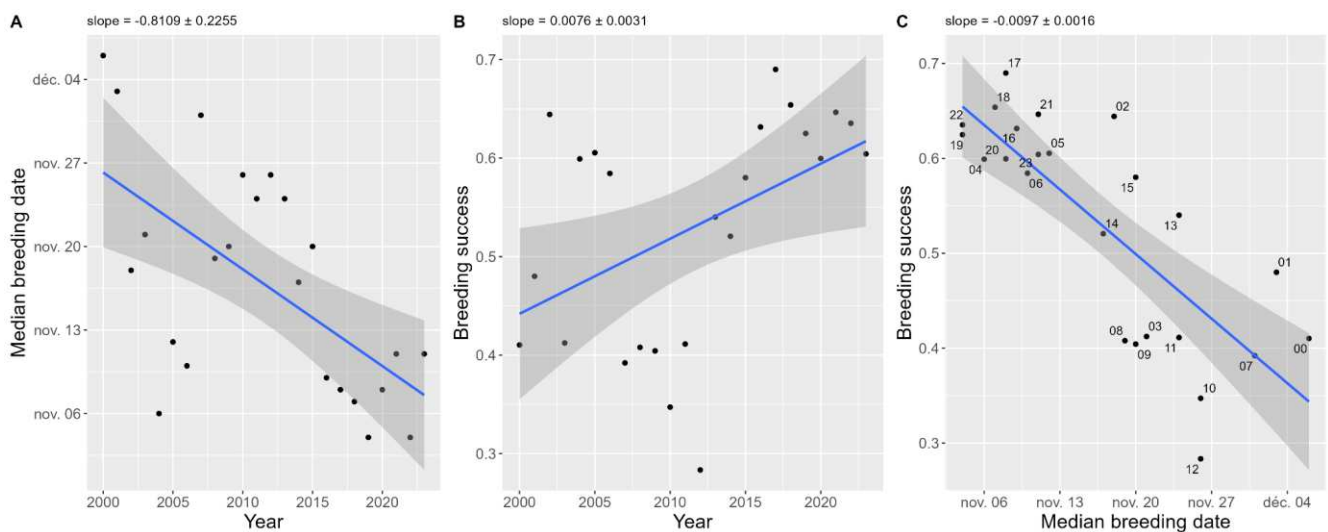 A
slope = -0.8109 ± 0.2255
Median breeding date
déc. 04
nov. 27
nov. 20
nov. 13
nov. 06
2000 2005 2010 2015 2020
Year
B
slope = 0.0076 ± 0.0031
Breeding success
0.7
0.6
0.5
0.4
0.3
2000 2005 2010 2015 2020
Year
C
slope = -0.0097 ± 0.0016
Breeding success
0.7
0.6
0.5
0.4
0.3
17
18
21
02
22
16
19
20
05
04
23
06
15
14
13
01
08
03
09
11
07
00
10
12
nov. 06 nov. 13 nov. 20 nov. 27 déc. 04
Median breeding date